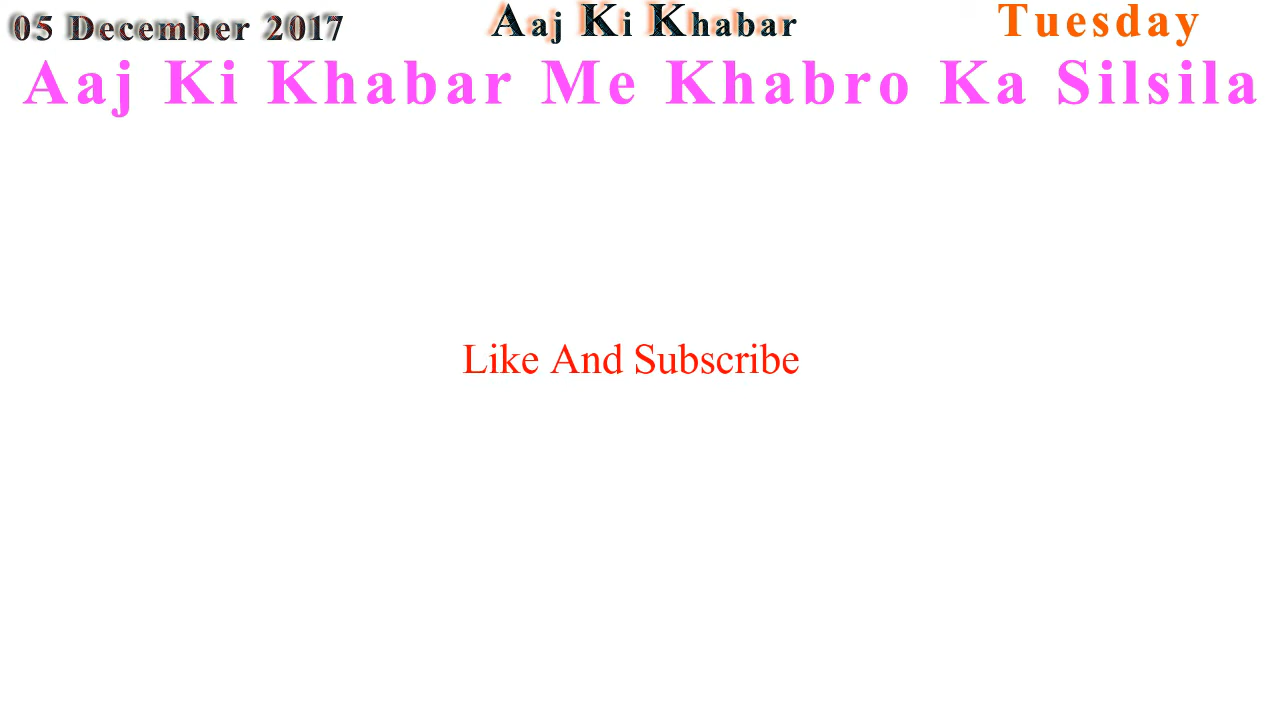 05 December 2017 Aaj Ki Khabar Tuesday
Aaj Ki Khabar Me Khabro Ka Silsila
Like And Subscribe